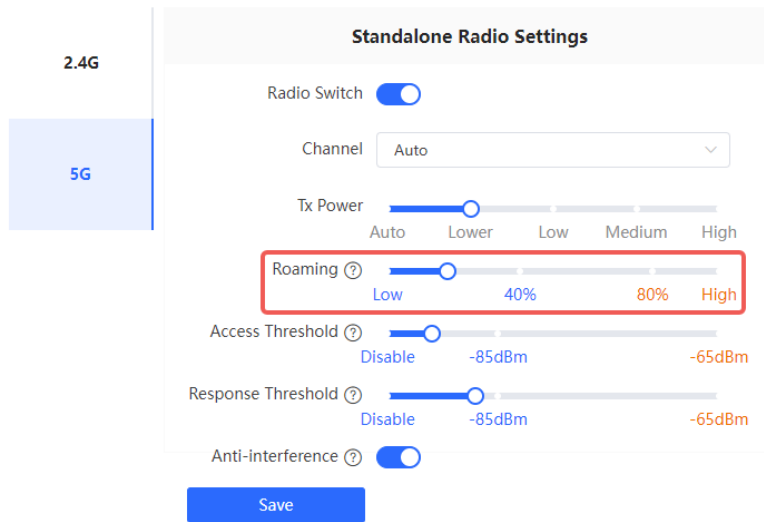 Standalone Radio Settings
2.4G
5G
Radio Switch
Channel Auto
Tx Power
Auto Lower Low Medium High
Roaming ?
Low 40% 80% High
Access Threshold ?
Disable -85dBm -65dBm
Response Threshold ?
Disable -85dBm -65dBm
Anti-interference ?
Save